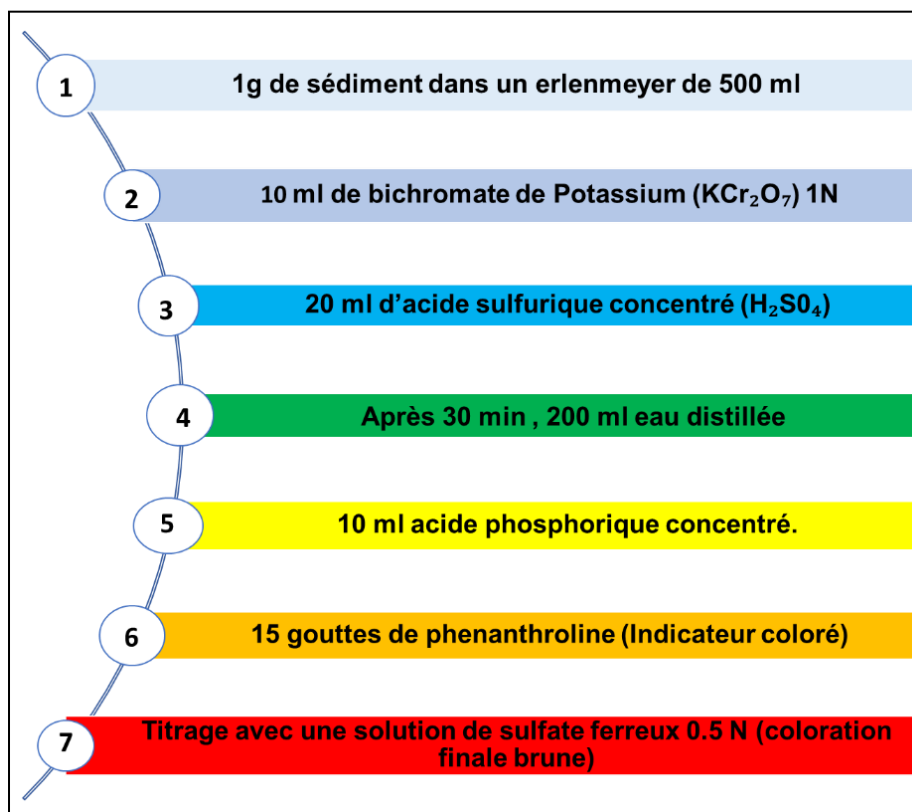 1
1g de sédiment dans un erlenmeyer de 500 ml
2
10 ml de bichromate de Potassium (KCr₂O₇) 1N
3
20 ml d’acide sulfurique concentré (H₂S0₄)
4
Après 30 min , 200 ml eau distillée
5
10 ml acide phosphorique concentré.
6
15 gouttes de phenanthroline (Indicateur coloré)
7
Titrage avec une solution de sulfate ferreux 0.5 N (coloration
finale brune)